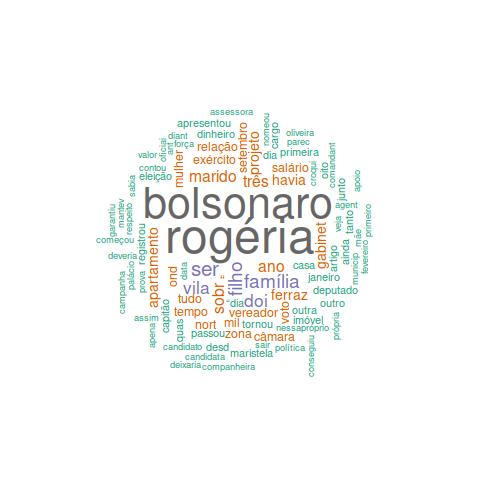 assessora
apresentou
nomeou
oliveira
diant
força
dinheiro
cargo
parec
valor
oficial
ant
mulher
relação
setembro
projeto
dia
primeira
oito
comandant
contou
eleição
exército
salário
croqui
sabia
marido
três
havia
junto
apoio
garantiu
mantev
respeito
bolsonaro
agent
tanto
primeiro
começou
registrou
rogéria
gabinet
veja
ainda
mãe
fevereiro
deveria
apartamento
artigo
municip
palácio
prova
ond
data
ser
filho
ano
casa
janeiro
família
campanha
vila
sobr
“
deputado
capitão
tudo
“dia
doi
ferraz
outro
assim
tempo
vereador
voto
outra
imóvel
própria
apena
quas
nort
mil
tornou
nessa
próprio
passou
zona
câmara
conseguiu
candidato
desd
sair
política
candidata
maristela
deixaria
companheira